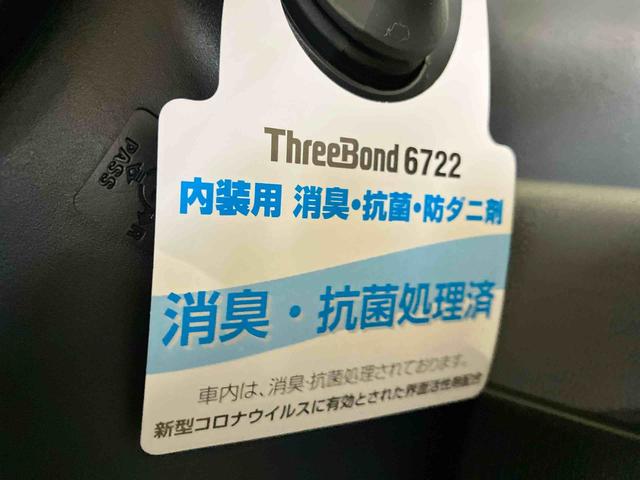 ThreeBond 6722
内装用 消臭・抗菌・防ダニ剤
消臭・抗菌処理済
車内は、消臭・抗菌処理されております。
新型コロナウイルスに有効とされた界面活性剤配合
PASS